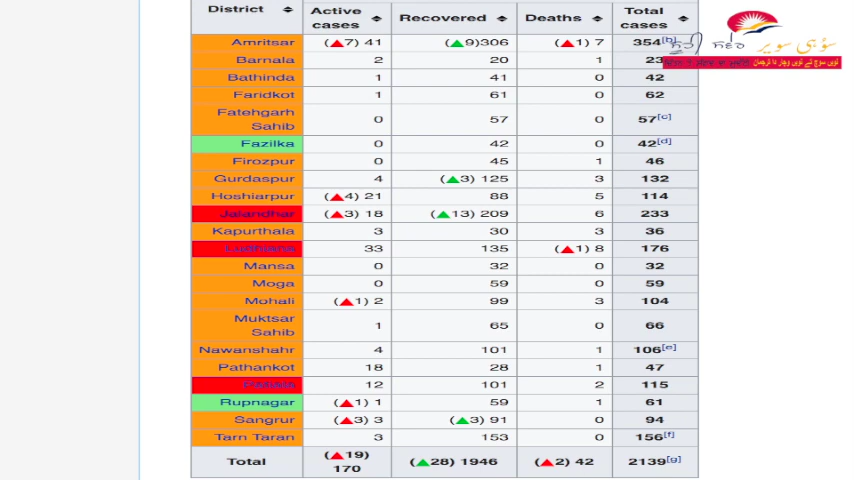 District Active cases Recovered Deaths Total cases
Amritsar (▲7) 41 (▲9)306 (▲1) 7 354[b]
Barnala 2 20 1 23
Bathinda 1 41 0 42
Faridkot 1 61 0 62
Fatehgarh Sahib 0 57 0 57[c]
Fazilka 0 42 0 42[d]
Firozpur 0 45 1 46
Gurdaspur 4 (▲3) 125 3 132
Hoshiarpur (▲4) 21 88 5 114
Jalandhar (▲3) 18 (▲13) 209 6 233
Kapurthala 3 30 3 36
Ludhiana 33 135 (▲1) 8 176
Mansa 0 32 0 32
Moga 0 59 0 59
Mohali (▲1) 2 99 3 104
Muktsar Sahib 1 65 0 66
Nawanshahr 4 101 1 106[e]
Pathankot 18 28 1 47
12 101 2 115
Rupnagar (▲1) 1 59 1 61
Sangrur (▲3) 3 (▲3) 91 0 94
Tarn Taran 3 153 0 156[f]
Total (▲19) 170 (▲28) 1946 (▲2) 42 2139[g]
ਸੂਹੀ ਸਵੇਰ